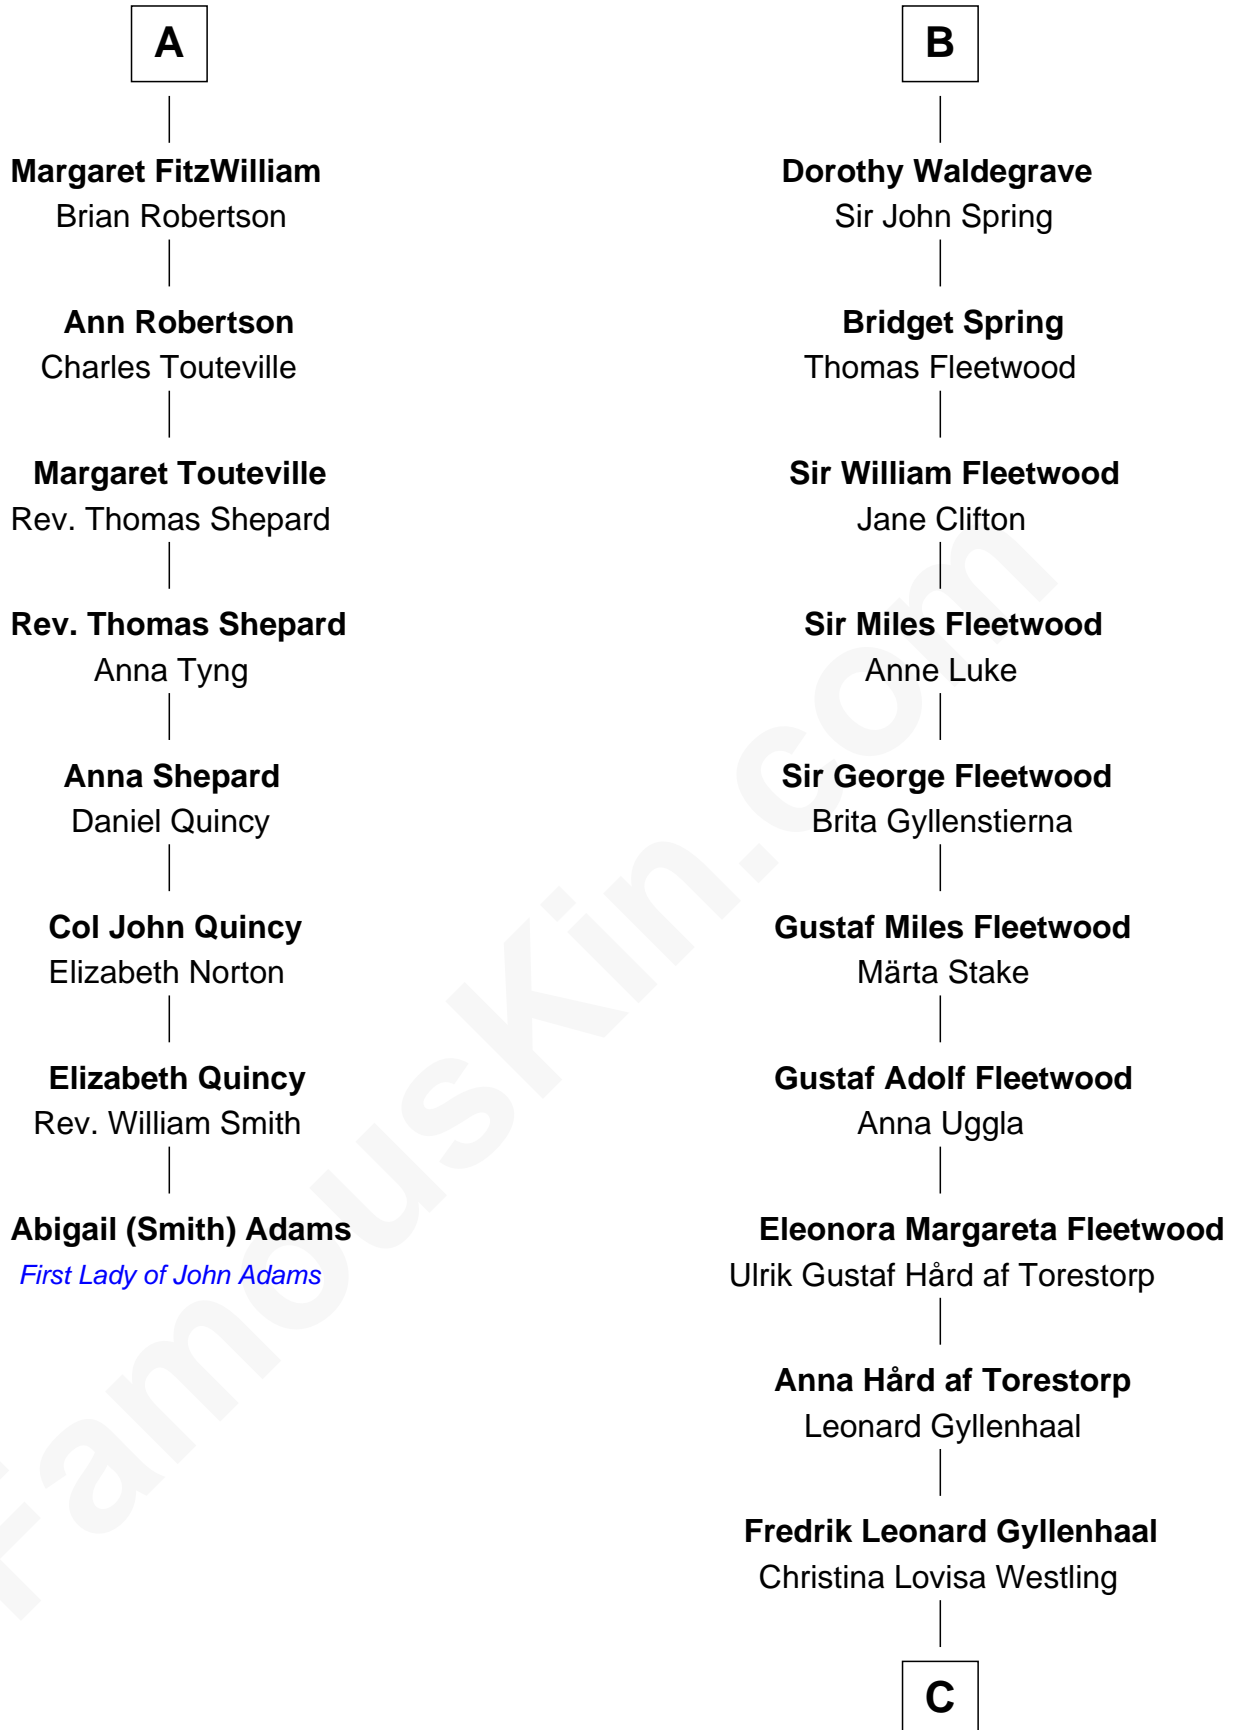 A
Margaret FitzWilliam
Brian Robertson
Ann Robertson
Charles Touteville
Margaret Touteville
Rev. Thomas Shepard
Rev. Thomas Shepard
Anna Tyng
Anna Shepard
Daniel Quincy
Col John Quincy
Elizabeth Norton
Elizabeth Quincy
Rev. William Smith
Abigail (Smith) Adams
First Lady of John Adams
B
Dorothy Waldegrave
Sir John Spring
Bridget Spring
Thomas Fleetwood
Sir William Fleetwood
Jane Clifton
Sir Miles Fleetwood
Anne Luke
Sir George Fleetwood
Brita Gyllenstierna
Gustaf Miles Fleetwood
Märta Stake
Gustaf Adolf Fleetwood
Anna Uggla
Eleonora Margareta Fleetwood
Ulrik Gustaf Hård af Torestorp
Anna Hård af Torestorp
Leonard Gyllenhaal
Fredrik Leonard Gyllenhaal
Christina Lovisa Westling
C
FamousKin.com